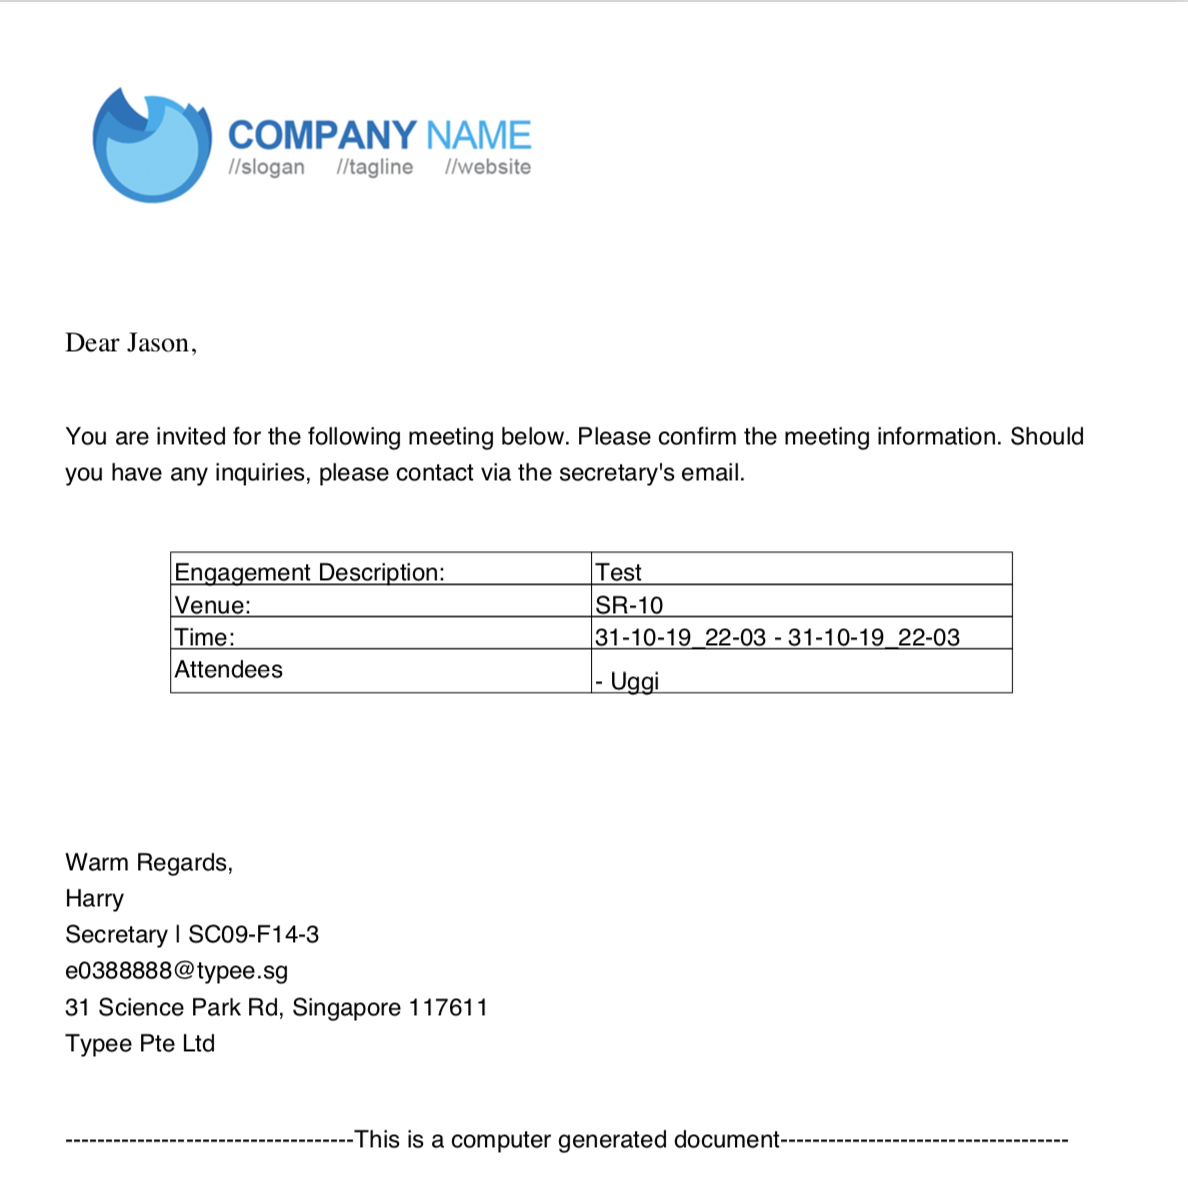 COMPANY NAME
//slogan //tagline //website
Dear Jason,
You are invited for the following meeting below. Please confirm the meeting information. Should
you have any inquiries, please contact via the secretary's email.
Engagement Description: Test
Venue: SR-10
Time: 31-10-19_22-03 - 31-10-19_22-03
Attendees - Uggi
Warm Regards,
Harry
Secretary | SC09-F14-3
e0388888@typee.sg
31 Science Park Rd, Singapore 117611
Typee Pte Ltd
------------------------------------This is a computer generated document------------------------------------